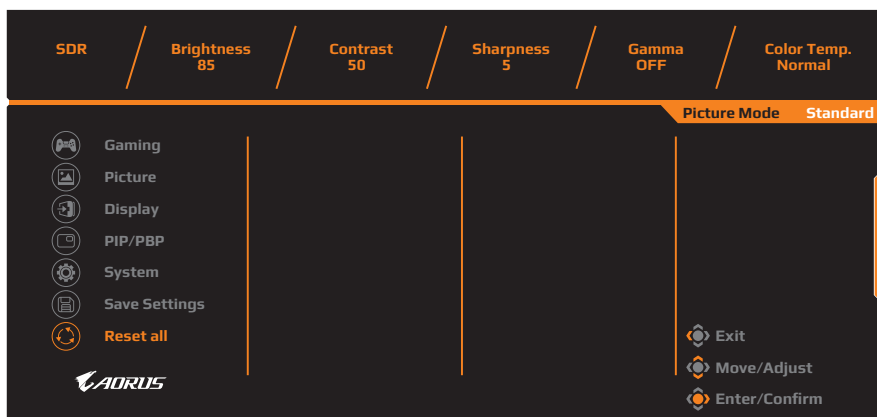 SDR Brightness Contrast Sharpness Gamma Color Temp.
85 50 5 OFF Normal
Picture Mode Standard
Gaming
Picture
Display
PIP/PBP
System
Save Settings
Reset all
Exit
Move/Adjust
Enter/Confirm
AORUS